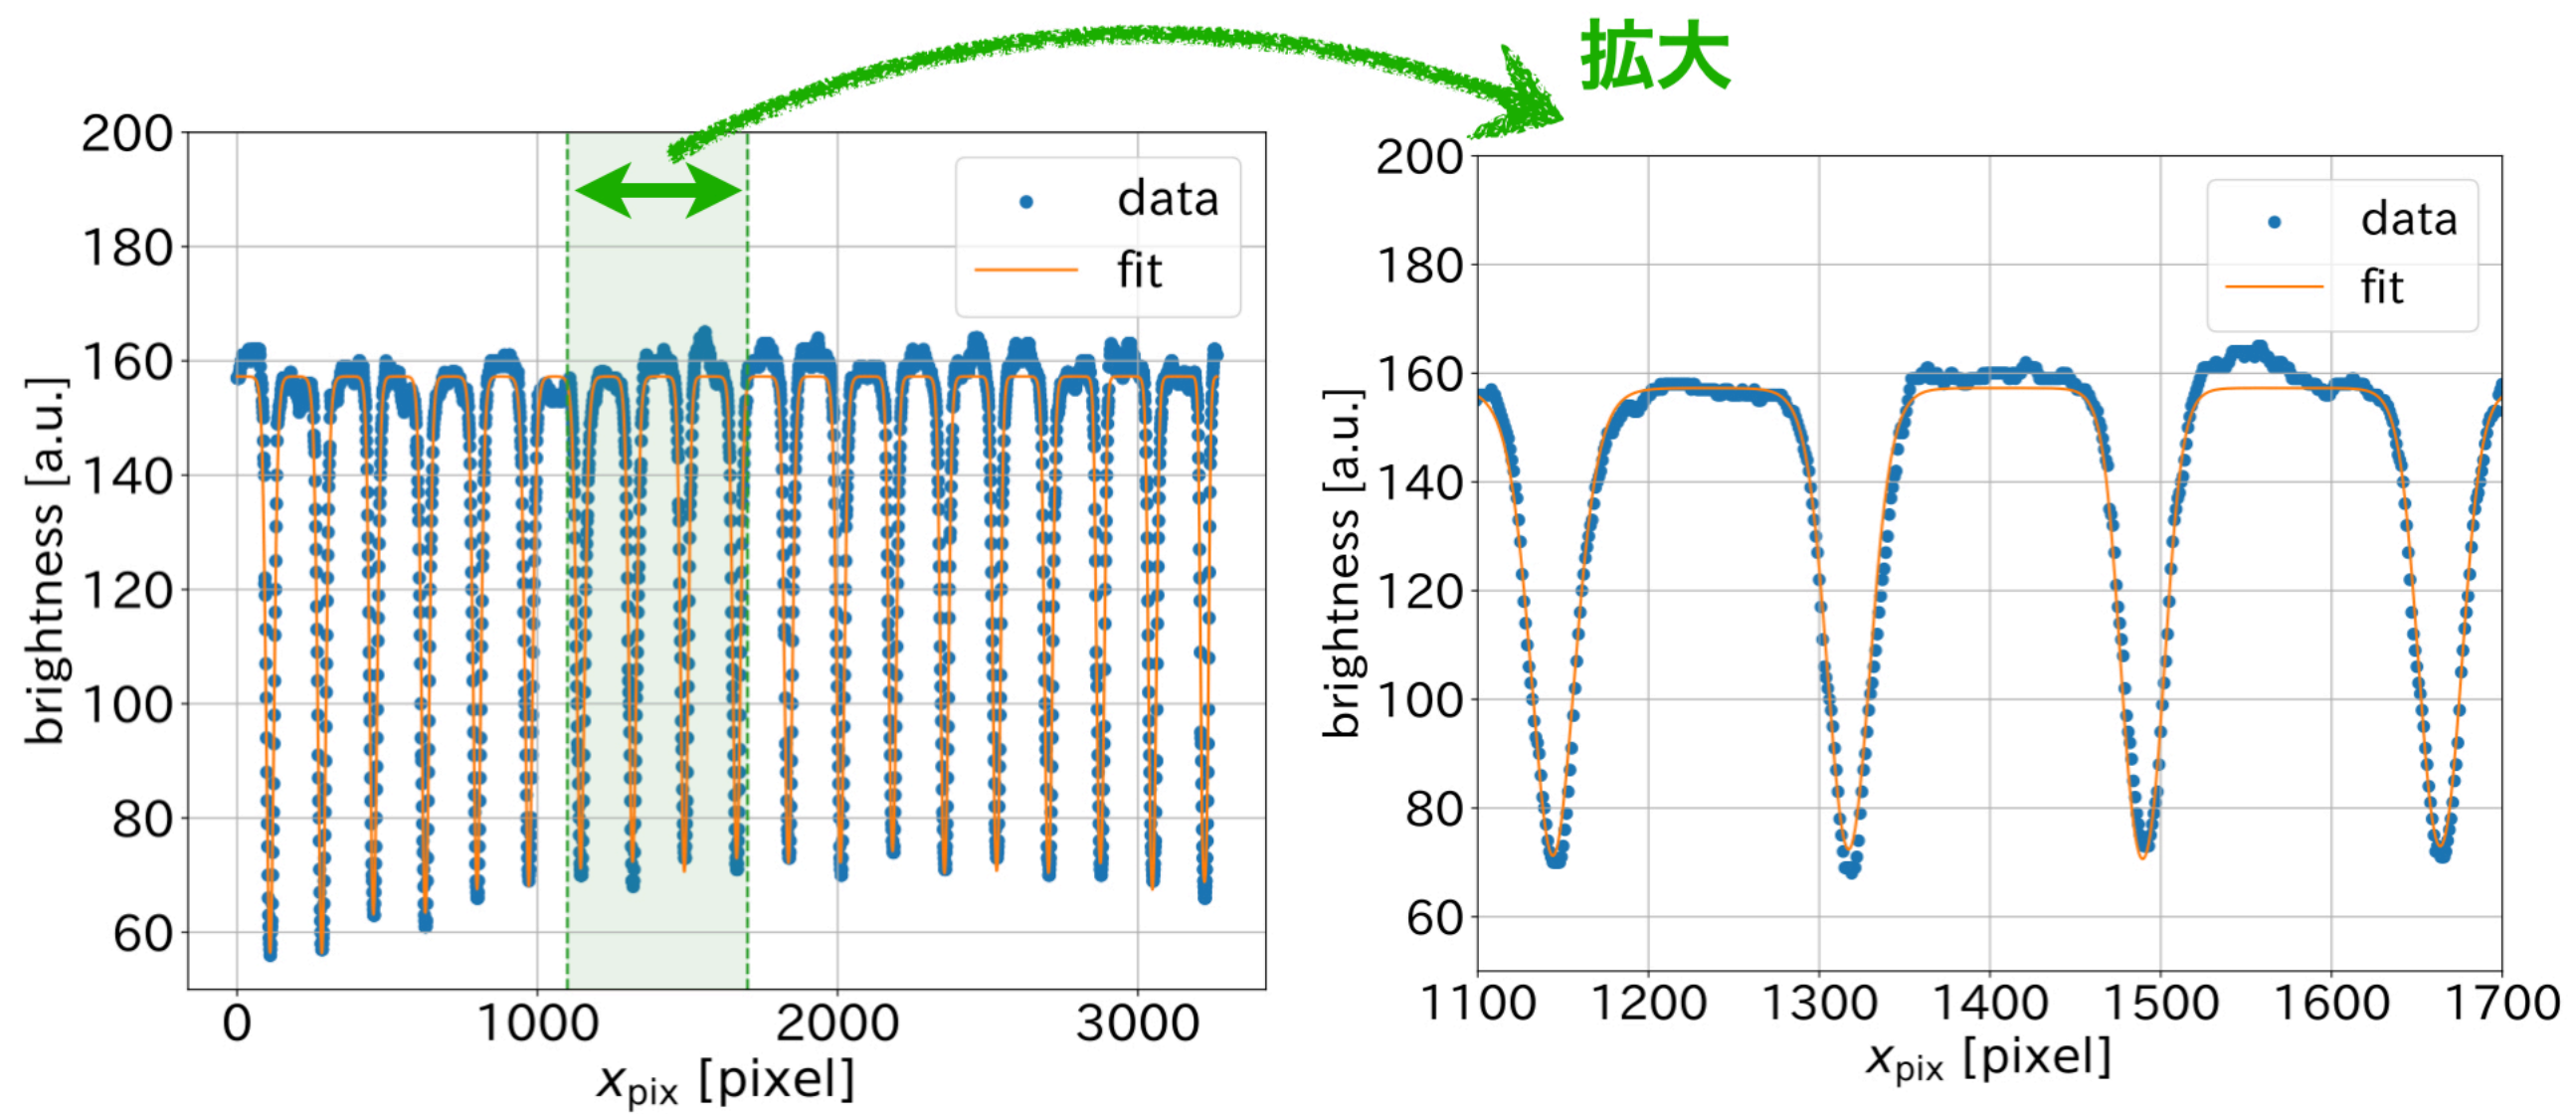 拡大
200
180
160
140
120
100
80
60
brightness [a.u.]
data
fit
0 1000 2000 3000
xpix [pixel]
200
180
160
140
120
100
80
60
brightness [a.u.]
data
fit
1100 1200 1300 1400 1500 1600 1700
xpix [pixel]